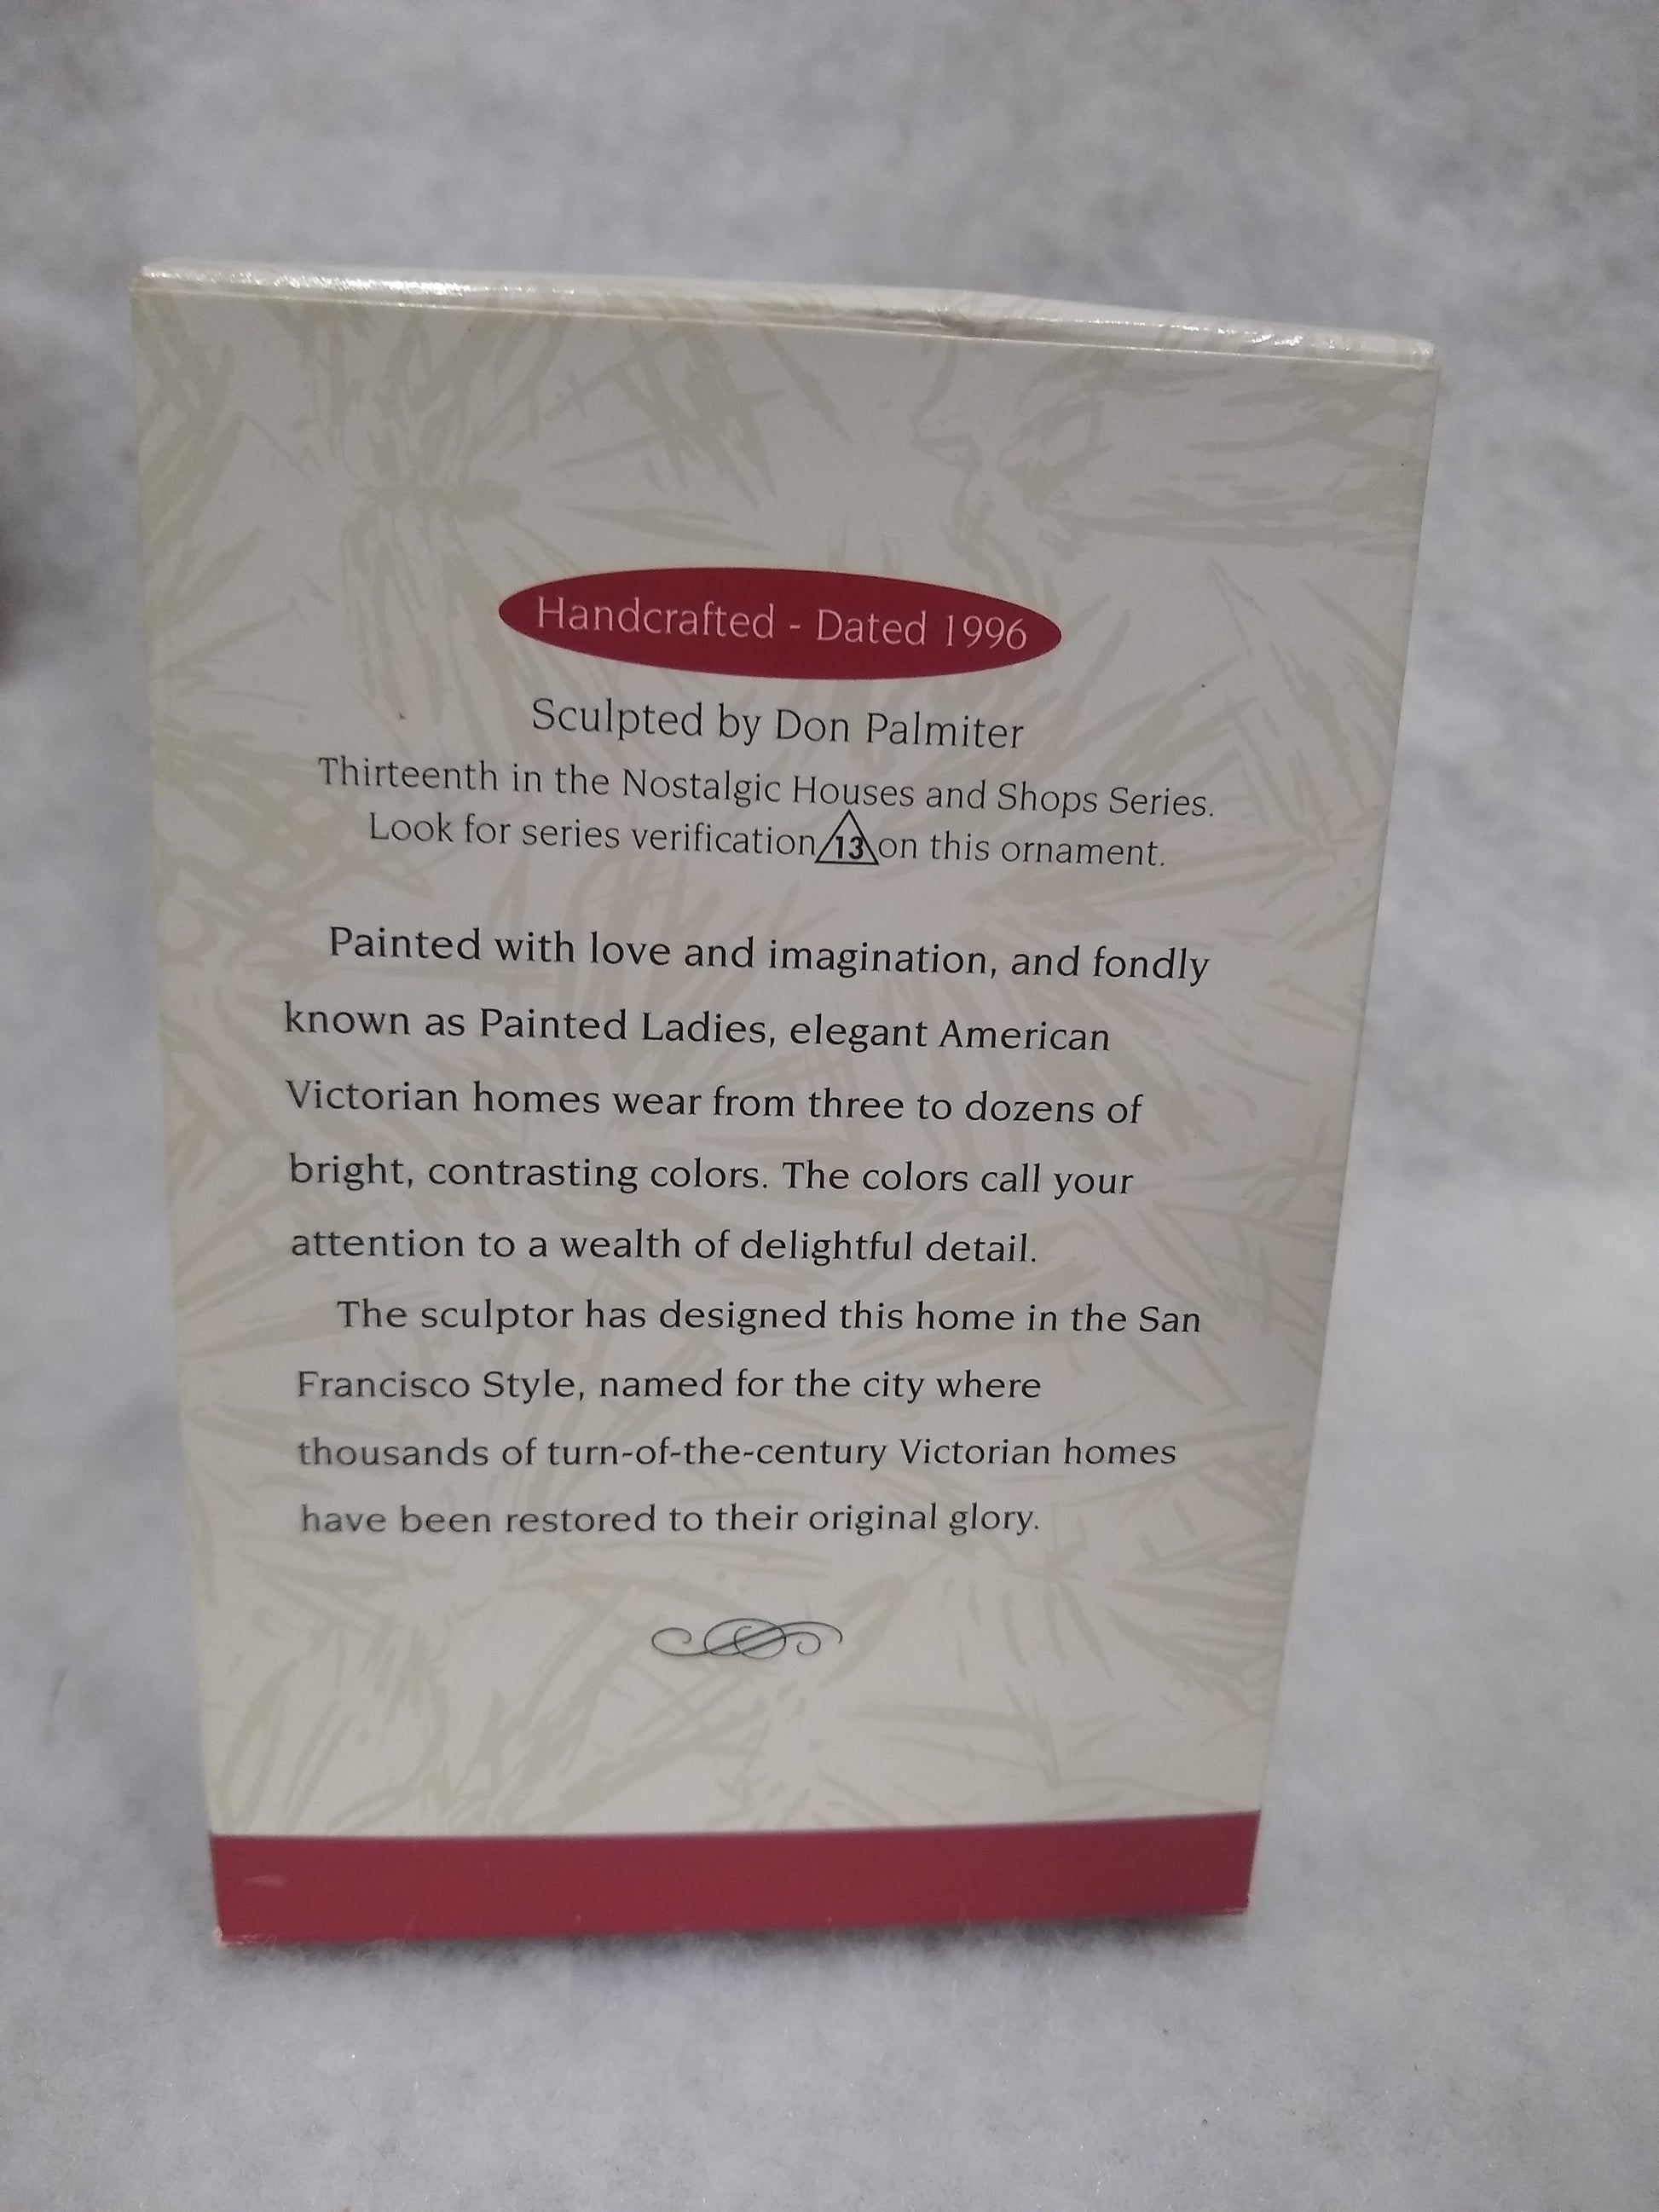 Handcrafted - Dated 1996
Sculpted by Don Palmiter
Thirteenth in the Nostalgic Houses and Shops Series.
Look for series verification 13 on this ornament.
Painted with love and imagination, and fondly
known as Painted Ladies, elegant American
Victorian homes wear from three to dozens of
bright, contrasting colors. The colors call your
attention to a wealth of delightful detail.
The sculptor has designed this home in the San
Francisco Style, named for the city where
thousands of turn-of-the-century Victorian homes
have been restored to their original glory.